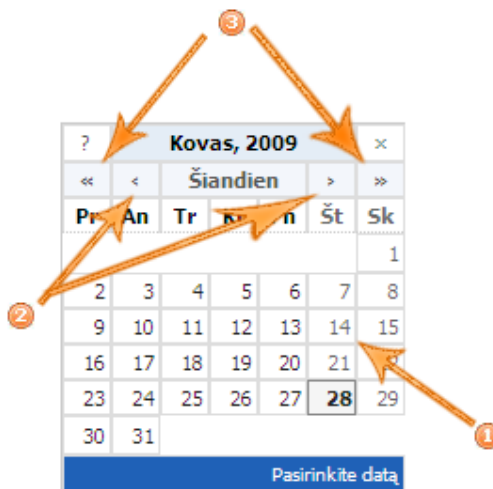 3
? Kovas, 2009 ×
« ‹ Šiandien › »
An Tr Št Sk
1
2 3 4 5 6 7 8
2
9 10 11 12 13 14 15
16 17 18 19 20 21
23 24 25 26 27 28 29
1
30 31
Pasirinkite datą